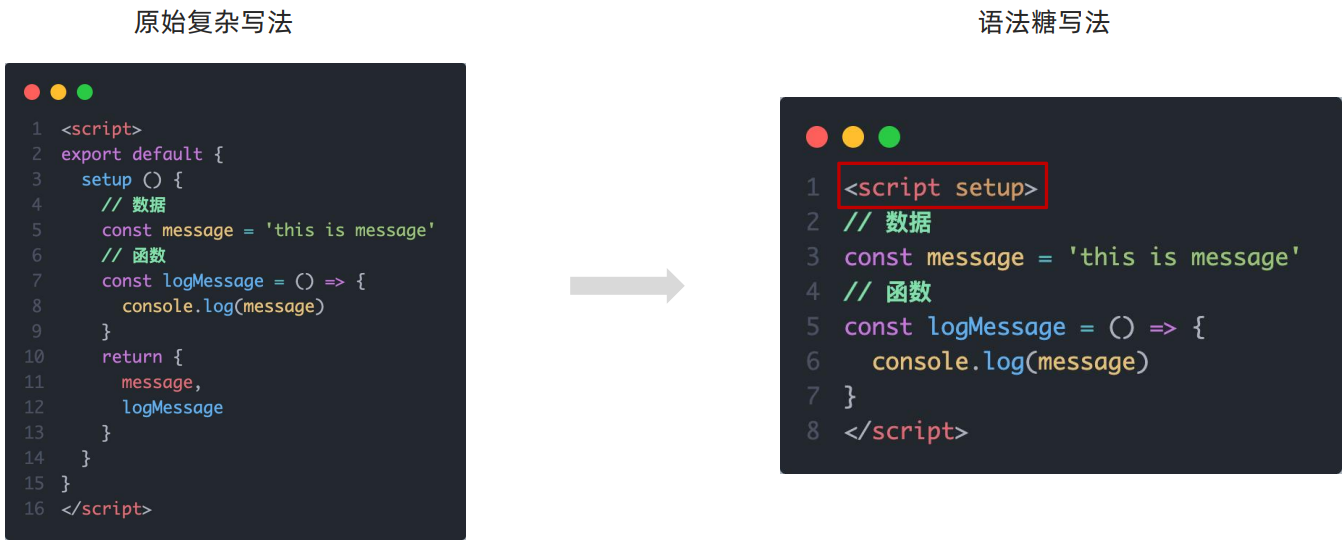 原始复杂写法
1 <script>
2 export default {
3   setup () {
4     // 数据
5     const message = 'this is message'
6     // 函数
7     const logMessage = () => {
8       console.log(message)
9     }
10     return {
11       message,
12       logMessage
13     }
14   }
15 }
16 </script>
语法糖写法
1 <script setup>
2 // 数据
3 const message = 'this is message'
4 // 函数
5 const logMessage = () => {
6   console.log(message)
7 }
8 </script>